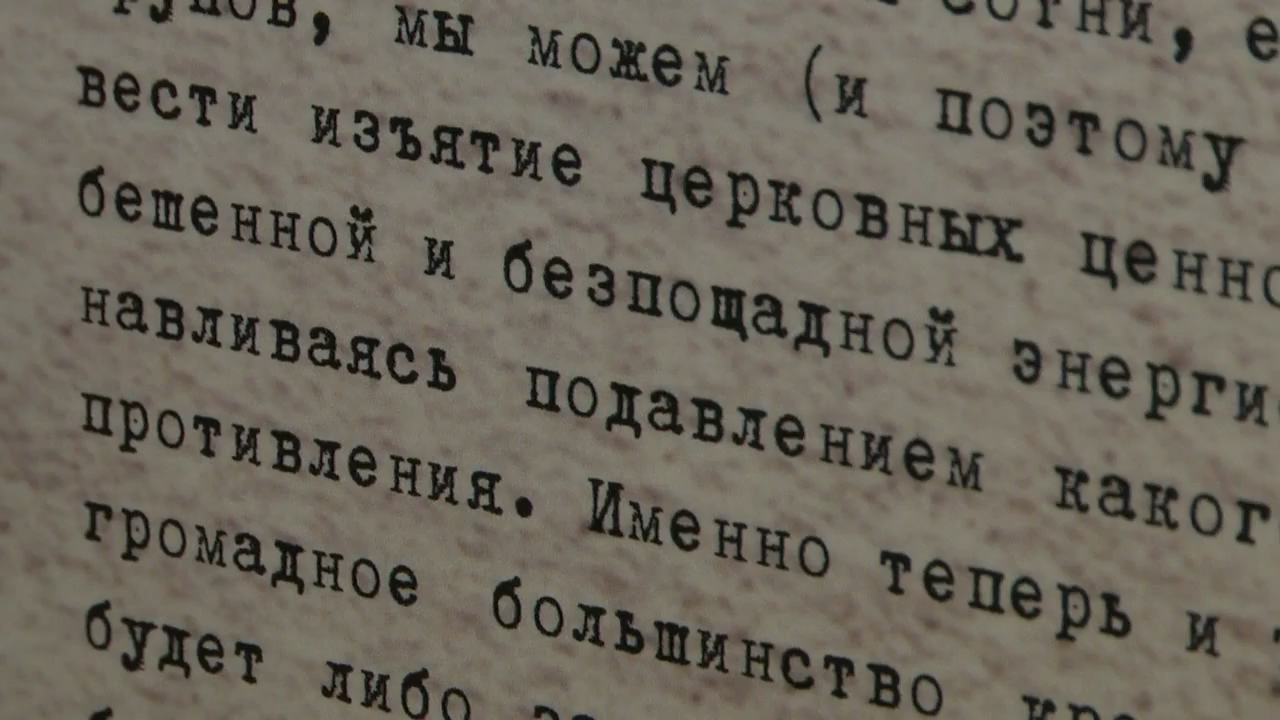 мы можем (и поэтому
вести изъятие церковных ценно
бешенной и безпощадной энерги
навливаясь подавлением каког
противления. Именно теперь и
громадное большинство
будет либо